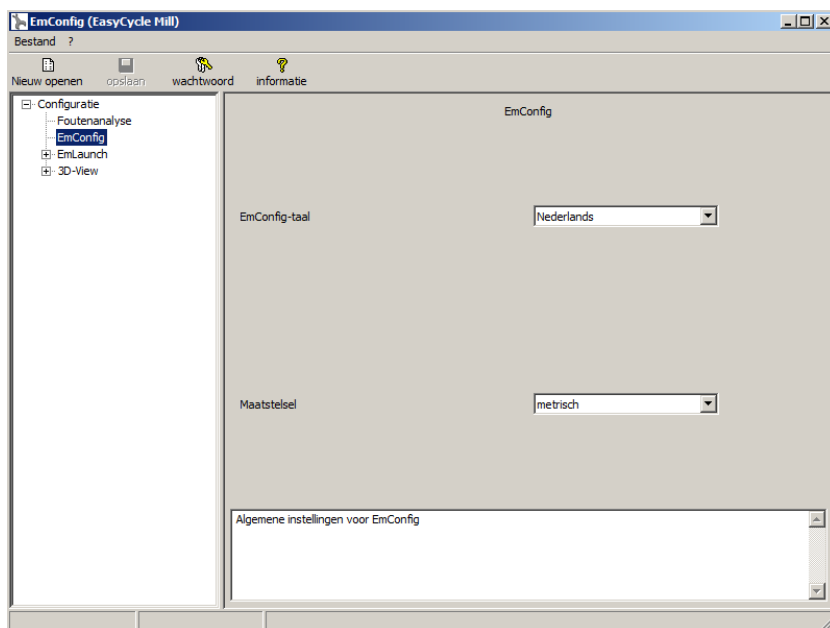 EmConfig (EasyCycle Mill)
Bestand ?
Nieuw openen opslaan wachtwoord informatie
Configuratie
Foutenanalyse
EmConfig
EmLaunch
3D-View
EmConfig
EmConfig-taal Nederlands
Maatstelsel metrisch
Algemene instellingen voor EmConfig